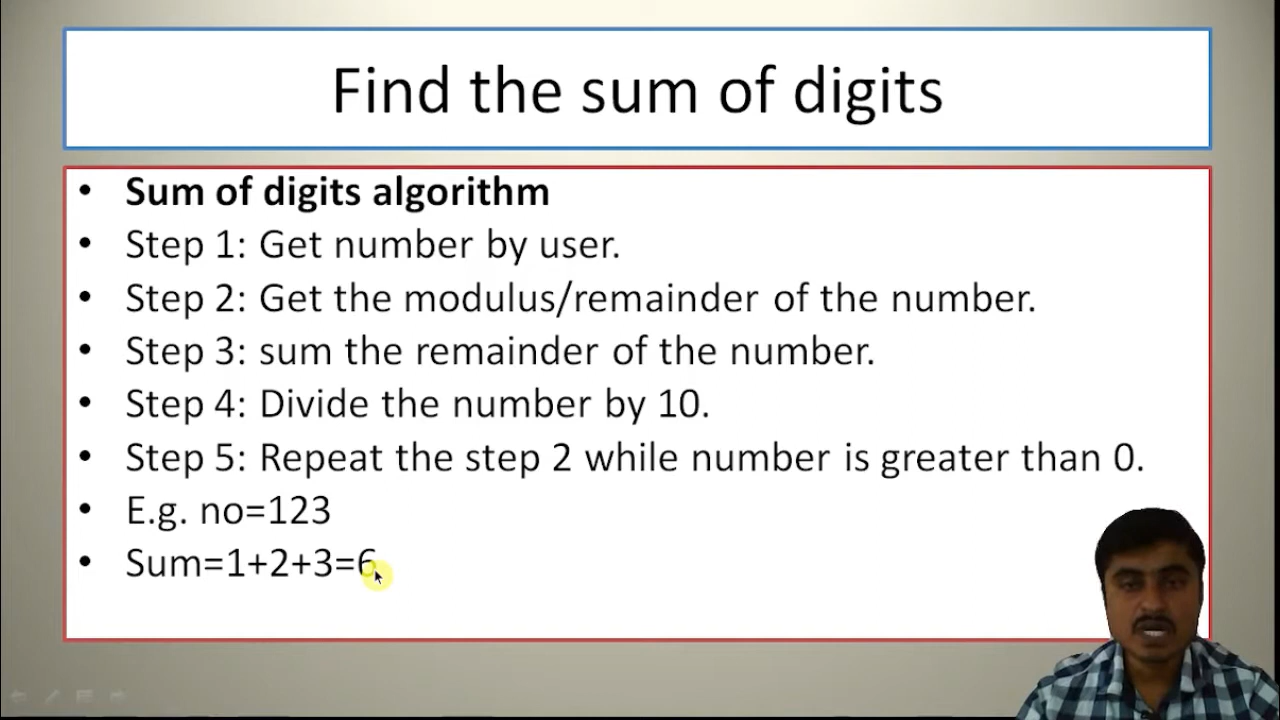 Find the sum of digits
• Sum of digits algorithm
• Step 1: Get number by user.
• Step 2: Get the modulus/remainder of the number.
• Step 3: sum the remainder of the number.
• Step 4: Divide the number by 10.
• Step 5: Repeat the step 2 while number is greater than 0.
• E.g. no=123
• Sum=1+2+3=6